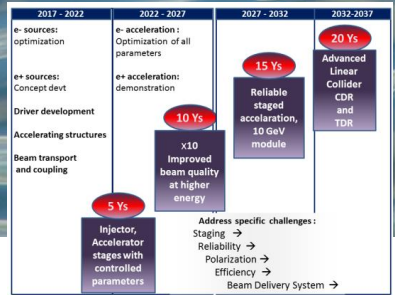 2017 - 2022
2022 - 2027
2027 - 2032
2032-2037
e- sources:
optimization
e+ sources:
Concept devt
Driver development
Accelerating structures
Beam transport
and coupling
e- acceleration :
Optimization of all
parameters
e+ acceleration:
demonstration
5 Ys
Injector,
Accelerator
stages with
controlled
parameters
10 Ys
x10
Improved
beam quality
at higher
energy
15 Ys
Reliable
staged
accelaration,
10 GeV
module
20 Ys
Advanced
Linear
Collider
CDR
and
TDR
Address specific challenges :
Staging →
Reliability →
Polarization →
Efficiency →
Beam Delivery System →